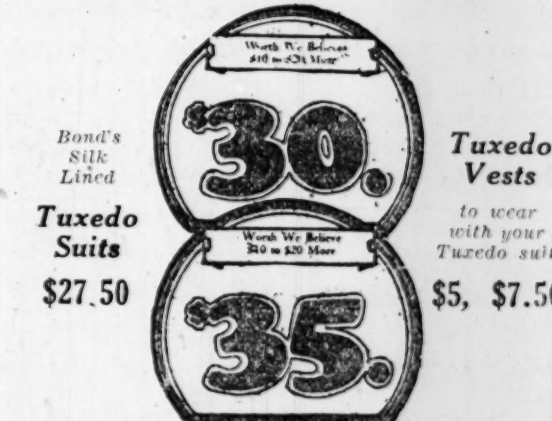 Worth We Believe
$10 to $20 More
30.
Bond's
Silk
Lined
Tuxedo
Suits
$27.50
Worth We Believe
$10 to $20 More
35.
Tuxedo
Vests
to wear
with your
Tuxedo suit
$5, $7.50